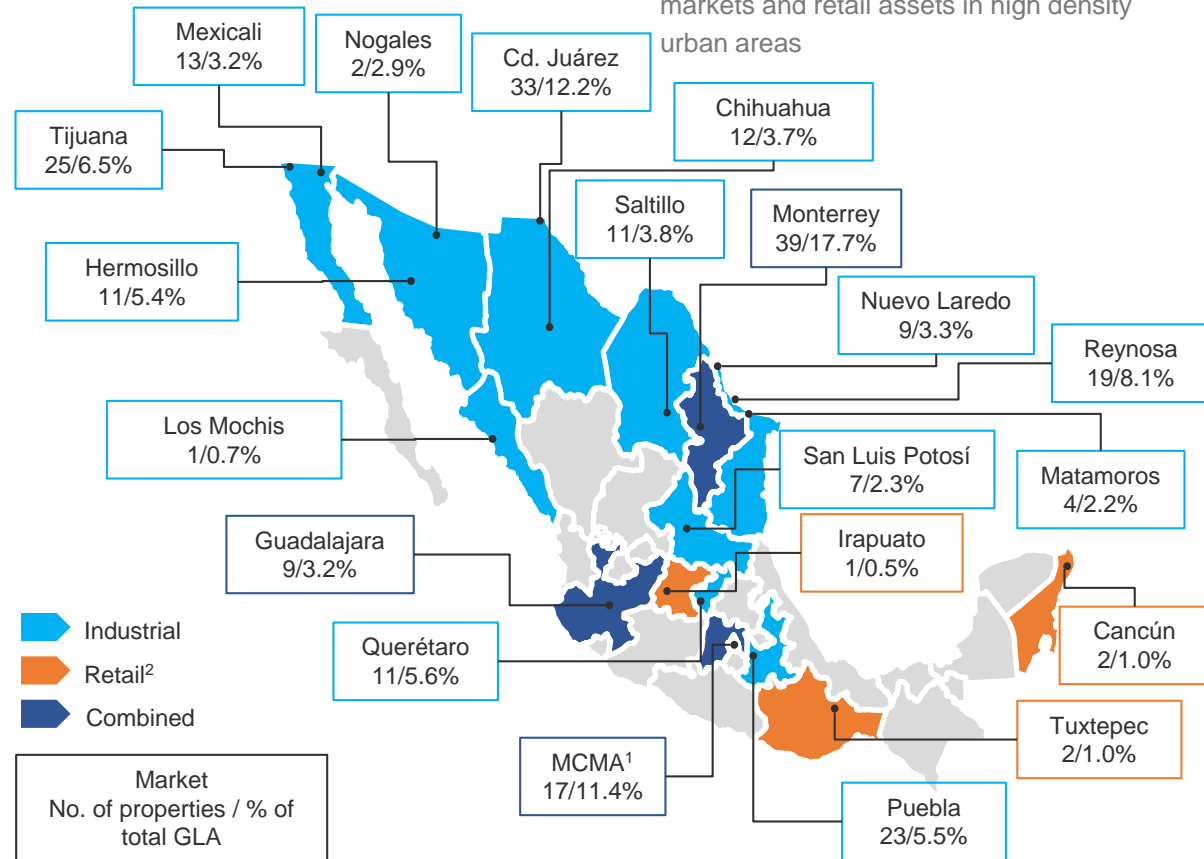 markets and retail assets in high density
urban areas
Mexicali
13/3.2%
Nogales
2/2.9%
Cd. Juárez
33/12.2%
Chihuahua
12/3.7%
Tijuana
25/6.5%
Saltillo
11/3.8%
Monterrey
39/17.7%
Hermosillo
11/5.4%
Nuevo Laredo
9/3.3%
Reynosa
19/8.1%
Los Mochis
1/0.7%
San Luis Potosí
7/2.3%
Matamoros
4/2.2%
Guadalajara
9/3.2%
Irapuato
1/0.5%
Industrial
Retail²
Combined
Querétaro
11/5.6%
Cancún
2/1.0%
Tuxtepec
2/1.0%
MCMA¹
17/11.4%
Puebla
23/5.5%
Market
No. of properties / % of
total GLA